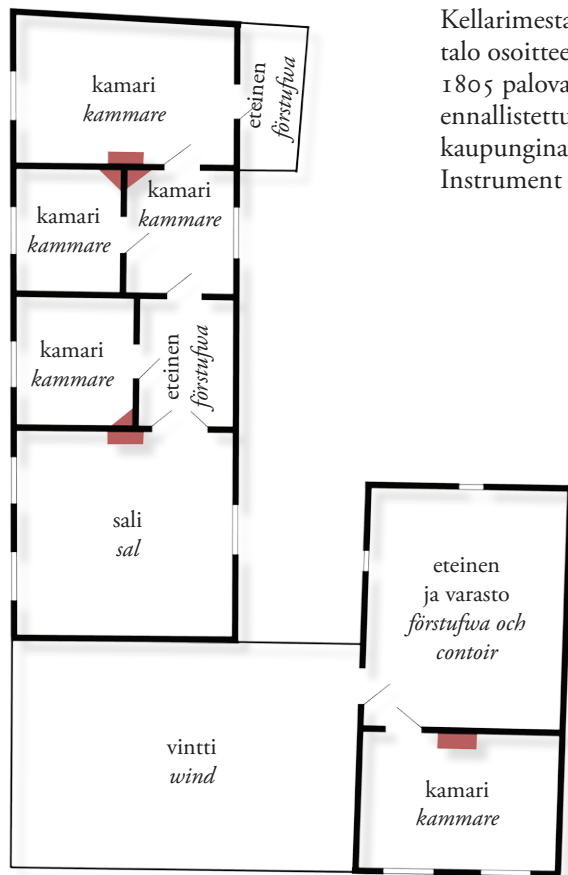 Kellarimesta
talo osoittee
1805 palova
ennallistettu
kaupungina
Instrument
kamari
kammare
eteinen
förstufwa
kamari
kammare
kamari
kammare
kamari
kammare
eteinen
förstufwa
sali
sal
eteinen
ja varasto
förstufwa och
contoir
vintti
wind
kamari
kammare